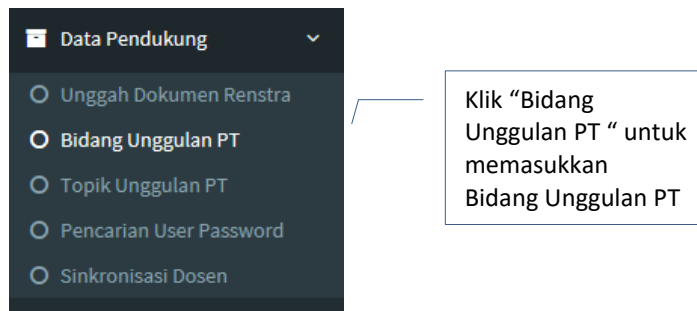 Data Pendukung
Unggah Dokumen Renstra
Bidang Unggulan PT
Topik Unggulan PT
Pencarian User Password
Sinkronisasi Dosen
Klik “Bidang
Unggulan PT “ untuk
memasukkan
Bidang Unggulan PT